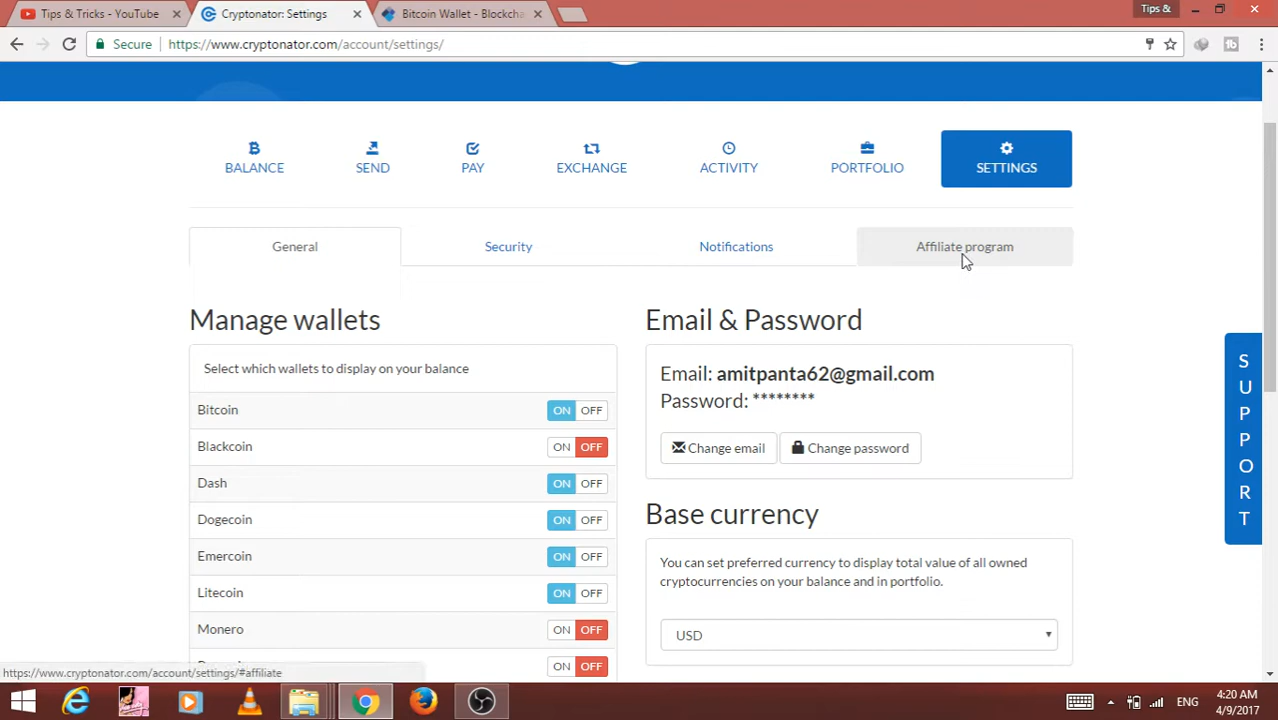 Tips & Tricks - YouTube
Cryptonator: Settings
Bitcoin Wallet - Blockcha
Tips &
Secure
https://www.cryptonator.com/account/settings/
BALANCE
SEND
PAY
EXCHANGE
ACTIVITY
PORTFOLIO
SETTINGS
General
Security
Notifications
Affiliate program
Manage wallets
Select which wallets to display on your balance
Bitcoin ON OFF
Blackcoin ON OFF
Dash ON OFF
Dogecoin ON OFF
Emercoin ON OFF
Litecoin ON OFF
Monero ON OFF
ON OFF
Email & Password
Email: amitpanta62@gmail.com
Password: ********
Change email
Change password
Base currency
You can set preferred currency to display total value of all owned
cryptocurrencies on your balance and in portfolio.
USD
SUPPORT
https://www.cryptonator.com/account/settings/#affiliate
ENG
4:20 AM
4/9/2017